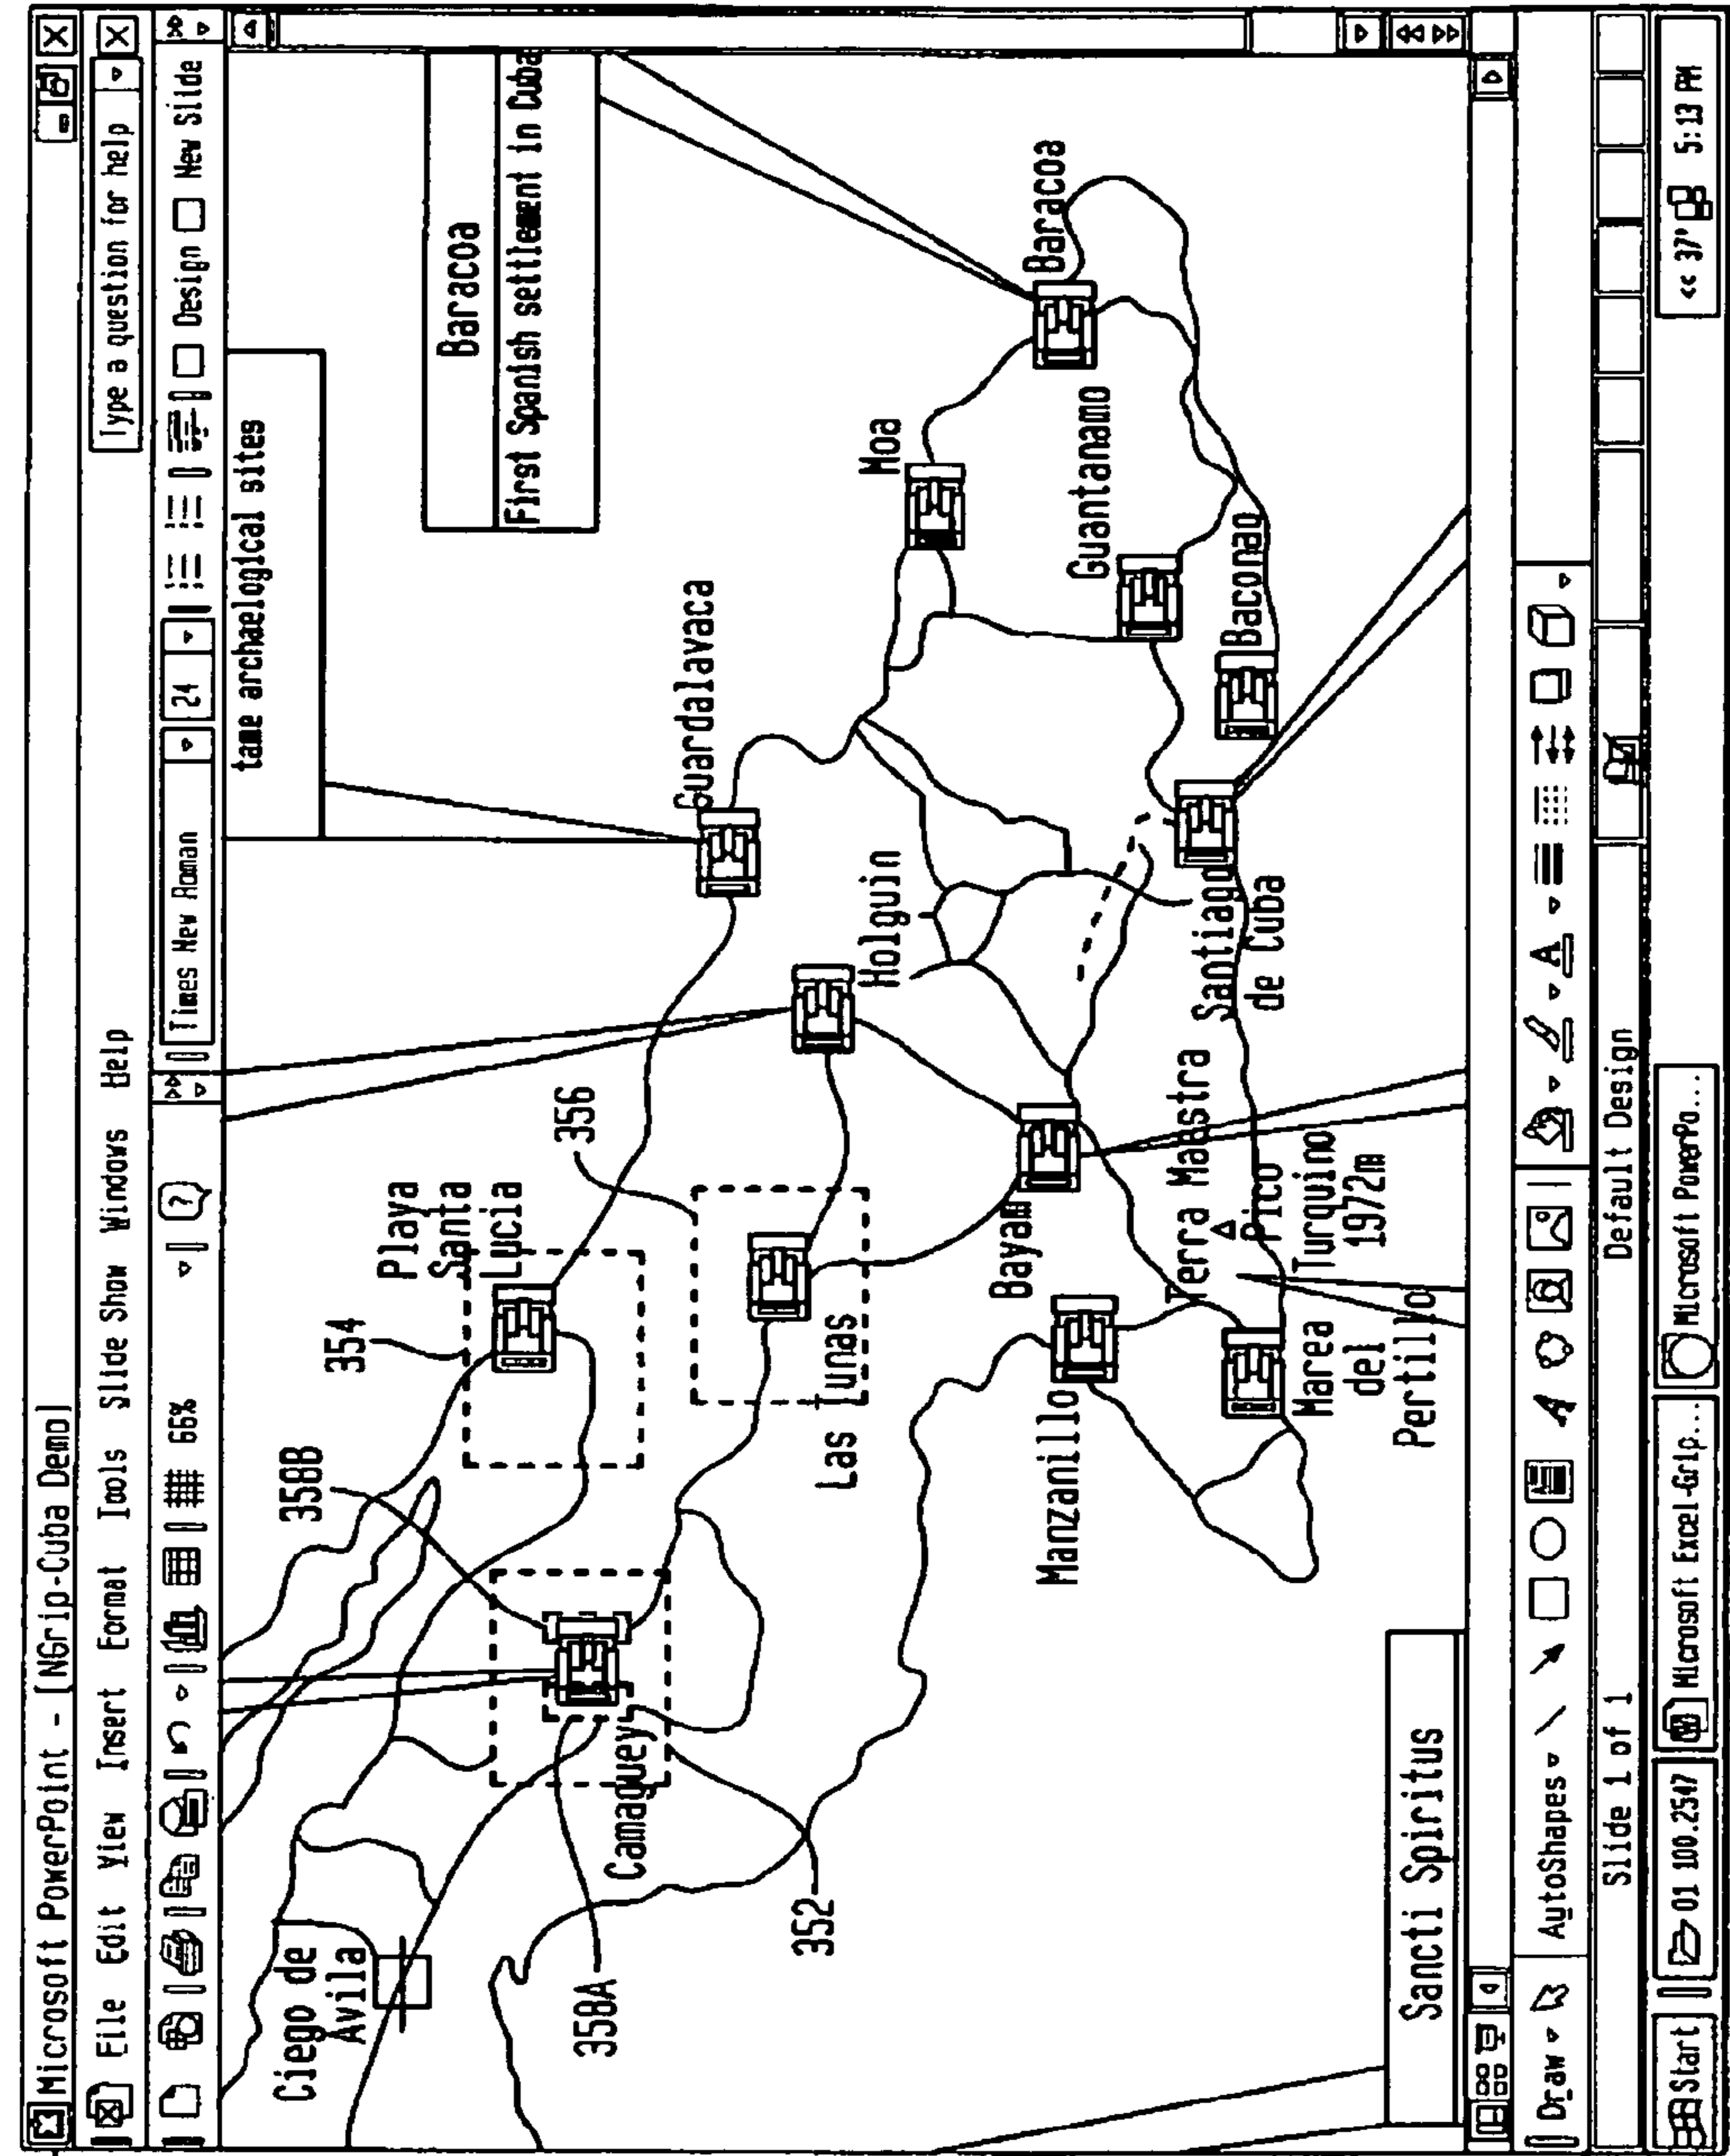 Microsoft PowerPoint - [NGrip-Cuba Demo]
File Edit View Insert Format Tools Slide Show Windows Help
Type a question for help
66%
Times New Roman
24
Design
New Slide
tame archaelogical sites
Baracoa
First Spanish settlement in Cuba
Ciego de
Avila
358B
354
Playa
Santa
Lucia
356
Guardalavaca
Camaguey
358A
352
Las Tunas
Holguin
Moa
Baracoa
Guantanamo
Baconao
Manzanillo
Bayam
Santiago
de Cuba
Terra Maestra
Pico
Turquino
1972m
Marea
del
Pertillyo
Sancti Spiritus
Draw
AutoShapes
Slide 1 of 1
Default Design
Start
01 100.2547
Microsoft Excel-Grip...
Microsoft PowerPo...
<< 37°
5:13 PM